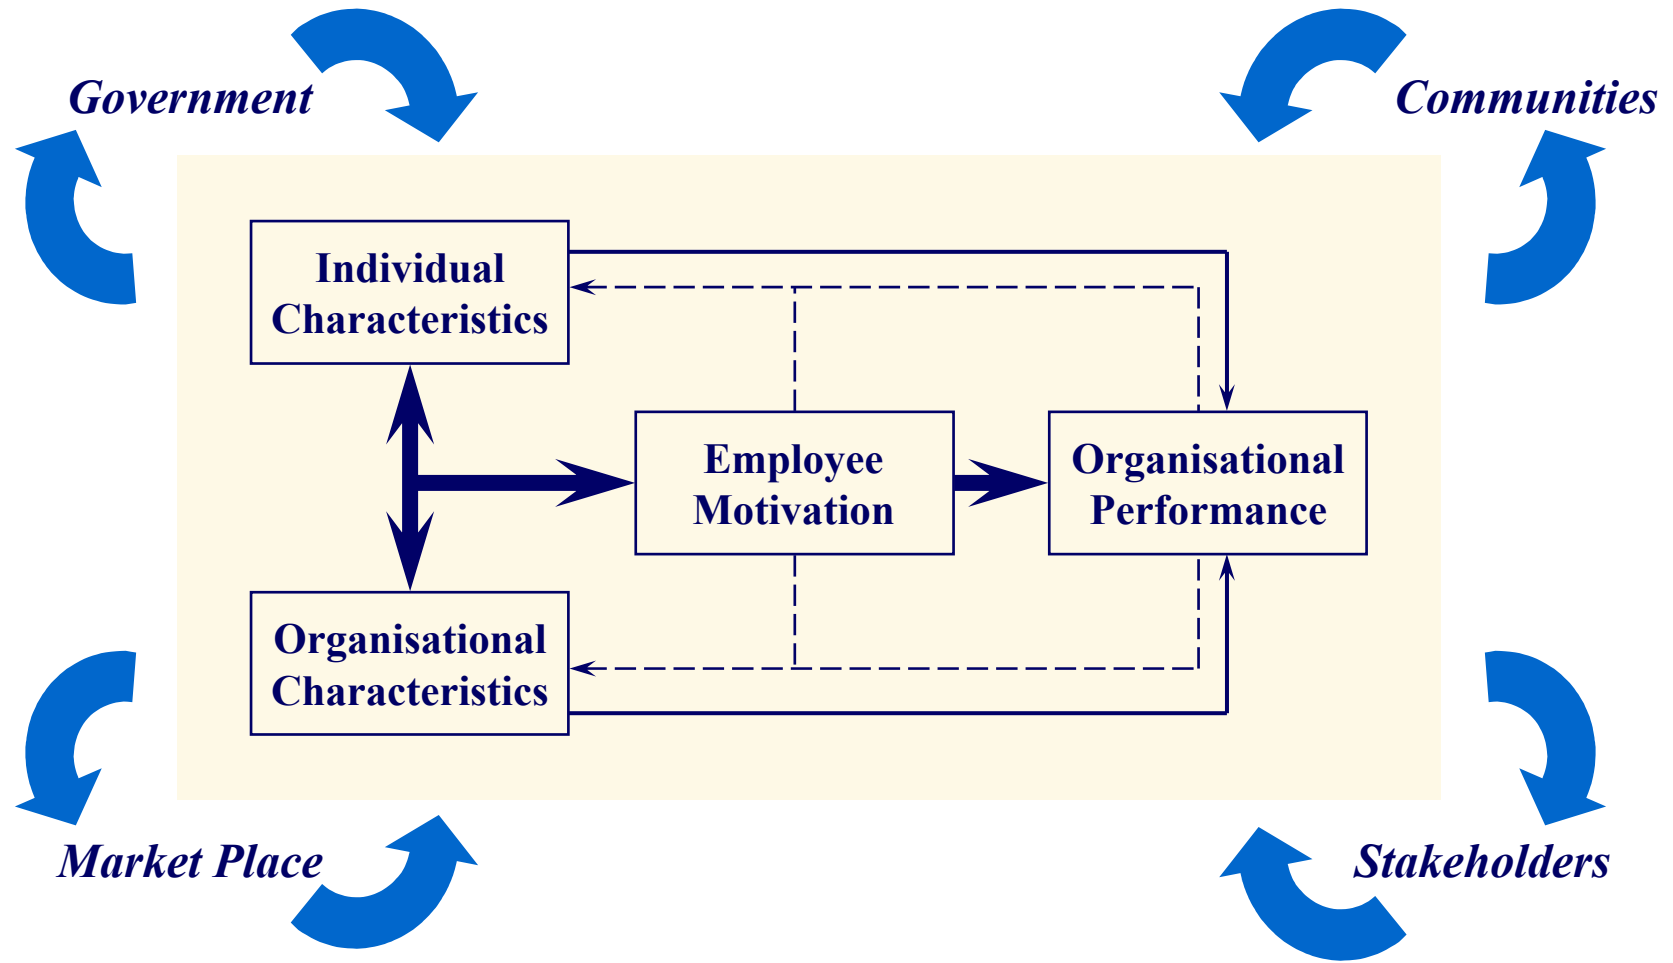 Government
Communities
Individual
Characteristics
Employee
Motivation
Organisational
Performance
Organisational
Characteristics
Market Place
Stakeholders